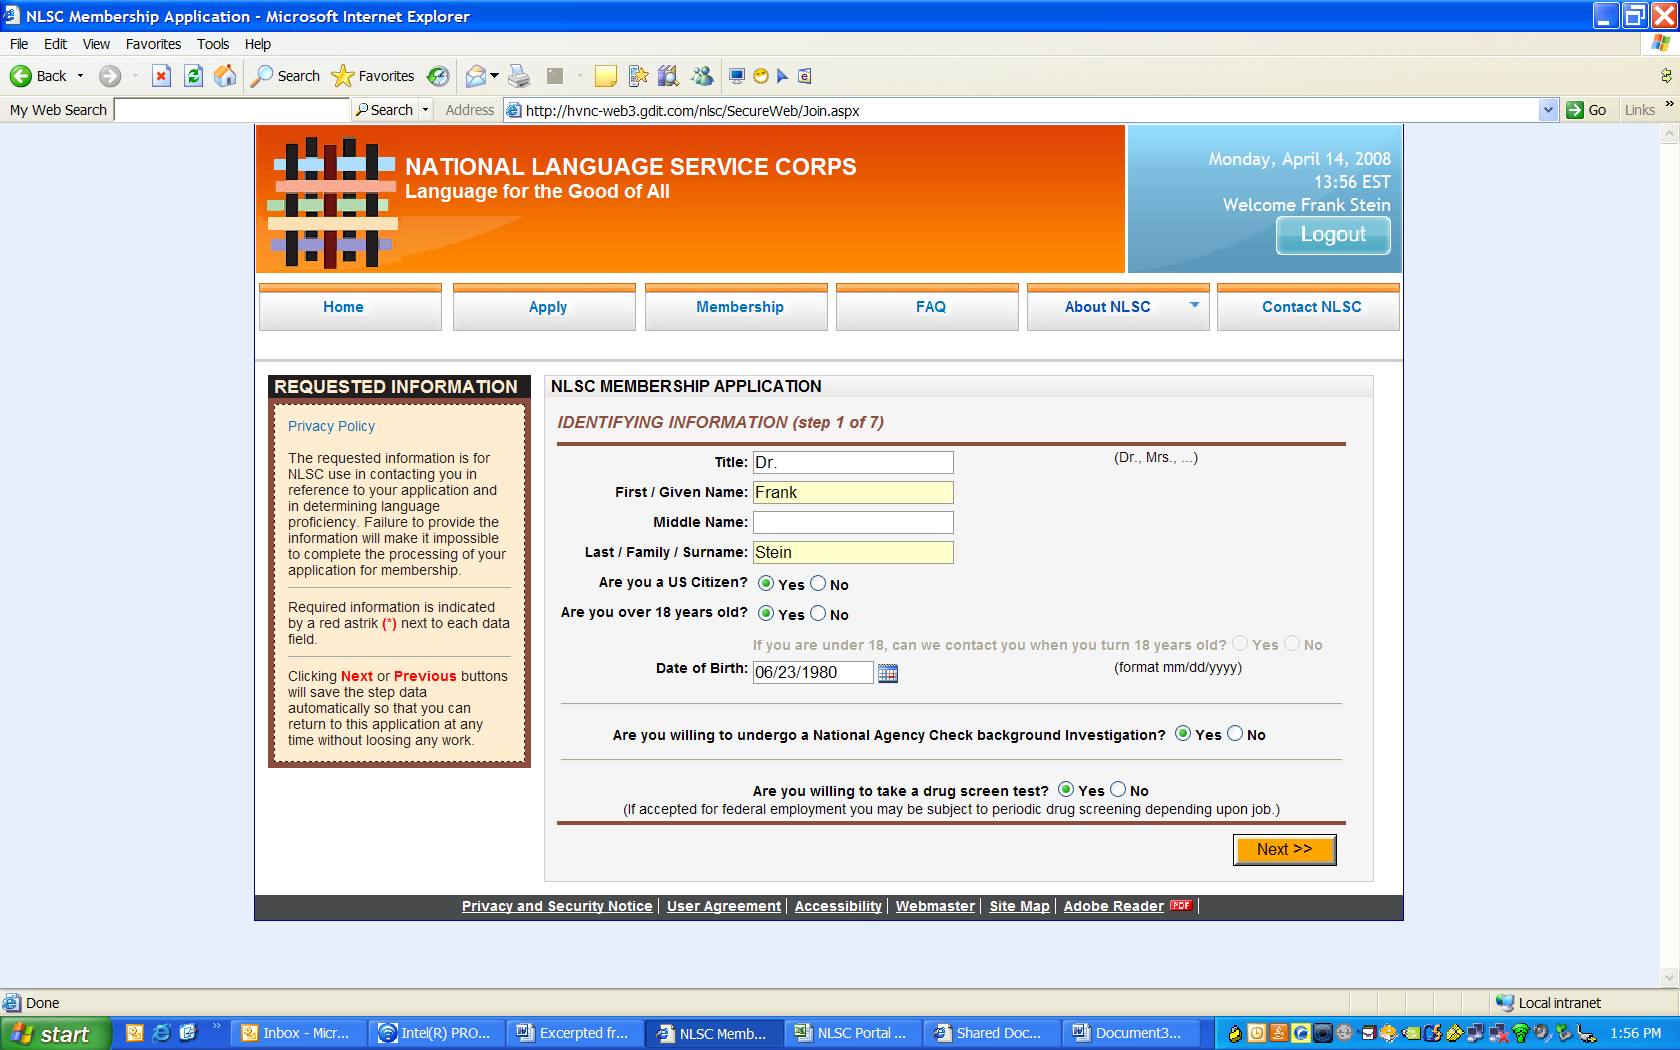 NLSC Membership Application - Microsoft Internet Explorer
File Edit View Favorites Tools Help
Back Search Favorites
My Web Search Search Address http://hvnc-web3.gdit.com/nlsc/SecureWeb/Join.aspx Go Links »
NATIONAL LANGUAGE SERVICE CORPS
Language for the Good of All
Monday, April 14, 2008
13:56 EST
Welcome Frank Stein
Logout
Home Apply Membership FAQ About NLSC Contact NLSC
REQUESTED INFORMATION
Privacy Policy
The requested information is for
NLSC use in contacting you in
reference to your application and
in determining language
proficiency. Failure to provide the
information will make it impossible
to complete the processing of your
application for membership.
Required information is indicated
by a red astrik (*) next to each data
field.
Clicking Next or Previous buttons
will save the step data
automatically so that you can
return to this application at any
time without loosing any work.
NLSC MEMBERSHIP APPLICATION
IDENTIFYING INFORMATION (step 1 of 7)
Title: Dr. (Dr., Mrs., ...)
First / Given Name: Frank
Middle Name:
Last / Family / Surname: Stein
Are you a US Citizen? Yes No
Are you over 18 years old? Yes No
If you are under 18, can we contact you when you turn 18 years old? Yes No
Date of Birth: 06/23/1980 (format mm/dd/yyyy)
Are you willing to undergo a National Agency Check background Investigation? Yes No
Are you willing to take a drug screen test? Yes No
(If accepted for federal employment you may be subject to periodic drug screening depending upon job.)
Next >>
Privacy and Security Notice | User Agreement | Accessibility | Webmaster | Site Map | Adobe Reader PDF |
Done Local intranet
start » Inbox - Micr... Intel(R) PRO... Excerpted fr... NLSC Memb... NLSC Portal ... Shared Doc... Document3... 1:56 PM